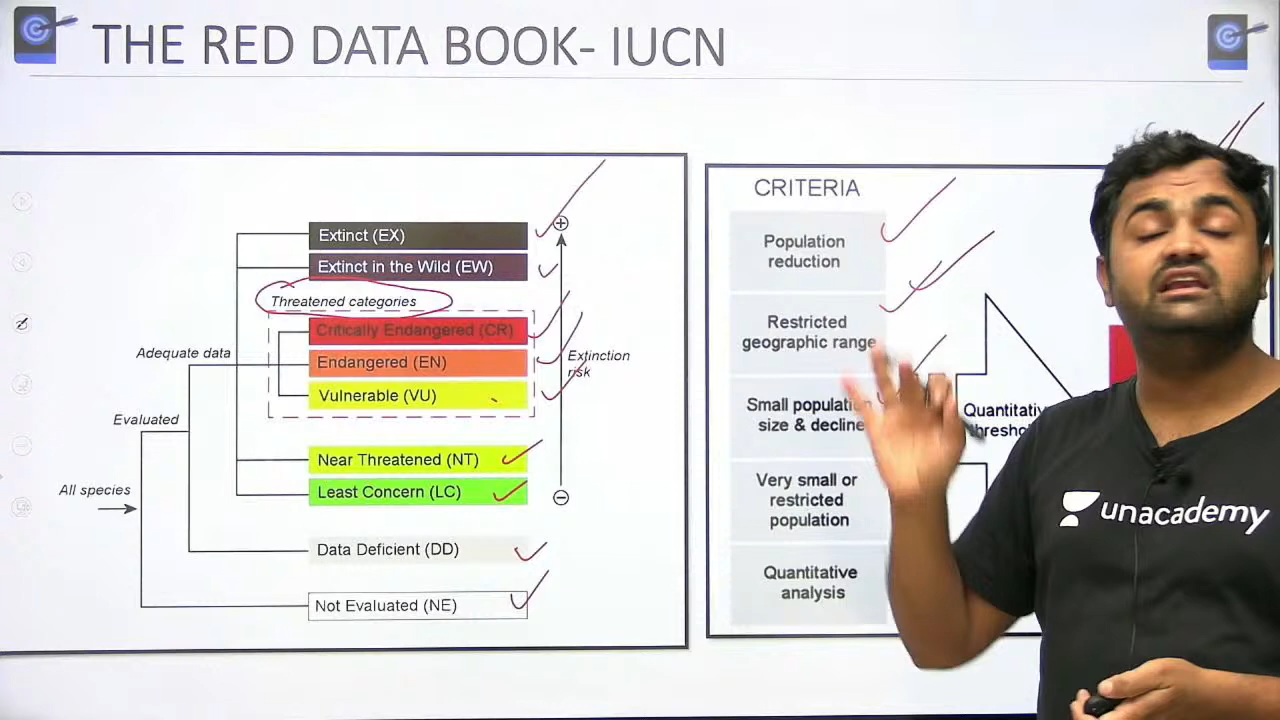 THE RED DATA BOOK- IUCN
Extinct (EX)
Extinct in the Wild (EW)
Threatened categories
Critically Endangered (CR)
Adequate data
Endangered (EN)
Extinction
risk
Vulnerable (VU)
Evaluated
Near Threatened (NT)
All species
Least Concern (LC)
Data Deficient (DD)
Not Evaluated (NE)
CRITERIA
Population
reduction
Restricted
geographic range
Small population
size & decline
Very small or
restricted
population
Quantitative
analysis
unacademy